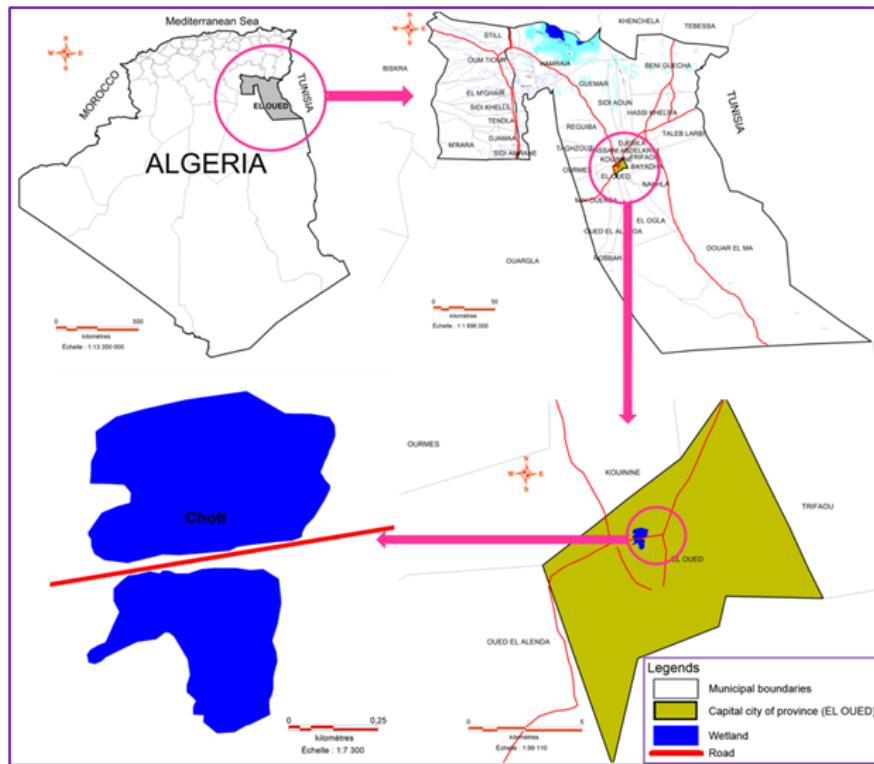 Mediterranean Sea
N
W E
S
MOROCCO
TUNISIA
EL OUED
ALGERIA
0 500
kilomètres
Échelle : 1:13 350 000
KHENCHELA
TEBESSA
STILL
BISKRA
OUM TIOUR
HAMRAIA
BENI GUECHA
GUEMAR
EL M'GHAIR
SIDI AOUN
SIDI KHELLIL
HASSI KHELIFA
TENDLA
REGUIBA
TALEB LARBI
TUNISIA
DJAMAA
M'RARA
SIDI AMRANE
TAGHZOUT
HASSANI ABDELKRIM
KOUININE
TRIFAOU
OURMES
BAYADHA
EL OUED
NAKHLA
EL OGLA
OUED EL ALENDA
DOUAR EL MA
OUARGLA
ROBBAH
N
W E
S
0 50
kilomètres
Échelle : 1:1 696 000
OURMES
KOUININE
N
W E
S
TRIFAOU
EL OUED
OUED EL ALENDA
0 5
kilomètres
Échelle : 1:99 110
Chott
0 0,25
kilomètres
Échelle : 1:7 300
Legends
Municipal boundaries
Capital city of province (EL OUED)
Wetland
Road